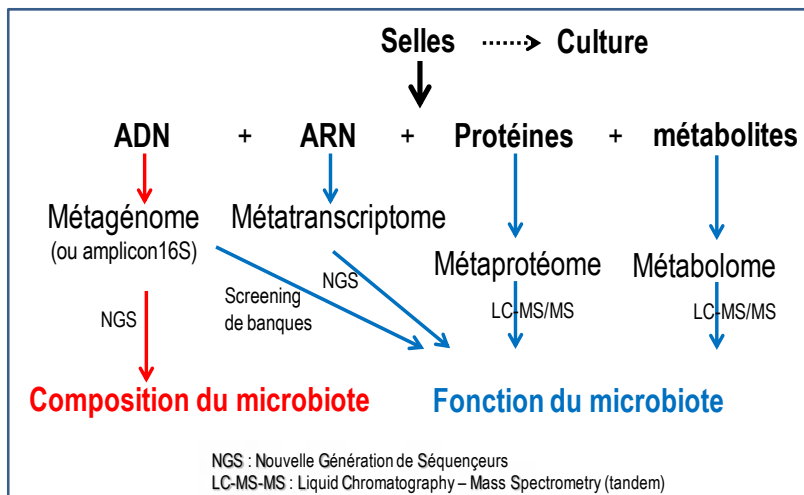 Selles Culture
ADN + ARN + Protéines + métabolites
Métagénome Métatranscriptome
(ou amplicon16S)
Métaprotéome Métabolome
NGS Screening NGS LC-MS/MS LC-MS/MS
de banques
Composition du microbiote Fonction du microbiote
NGS : Nouvelle Génération de Séquençeurs
LC-MS-MS : Liquid Chromatography – Mass Spectrometry (tandem)